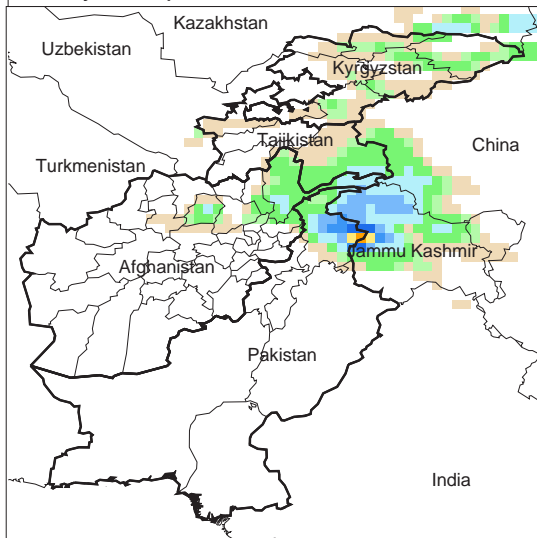 Kazakhstan
Uzbekistan
Kyrgyzstan
Tajikistan
China
Turkmenistan
Jammu Kashmir
Afghanistan
Pakistan
India